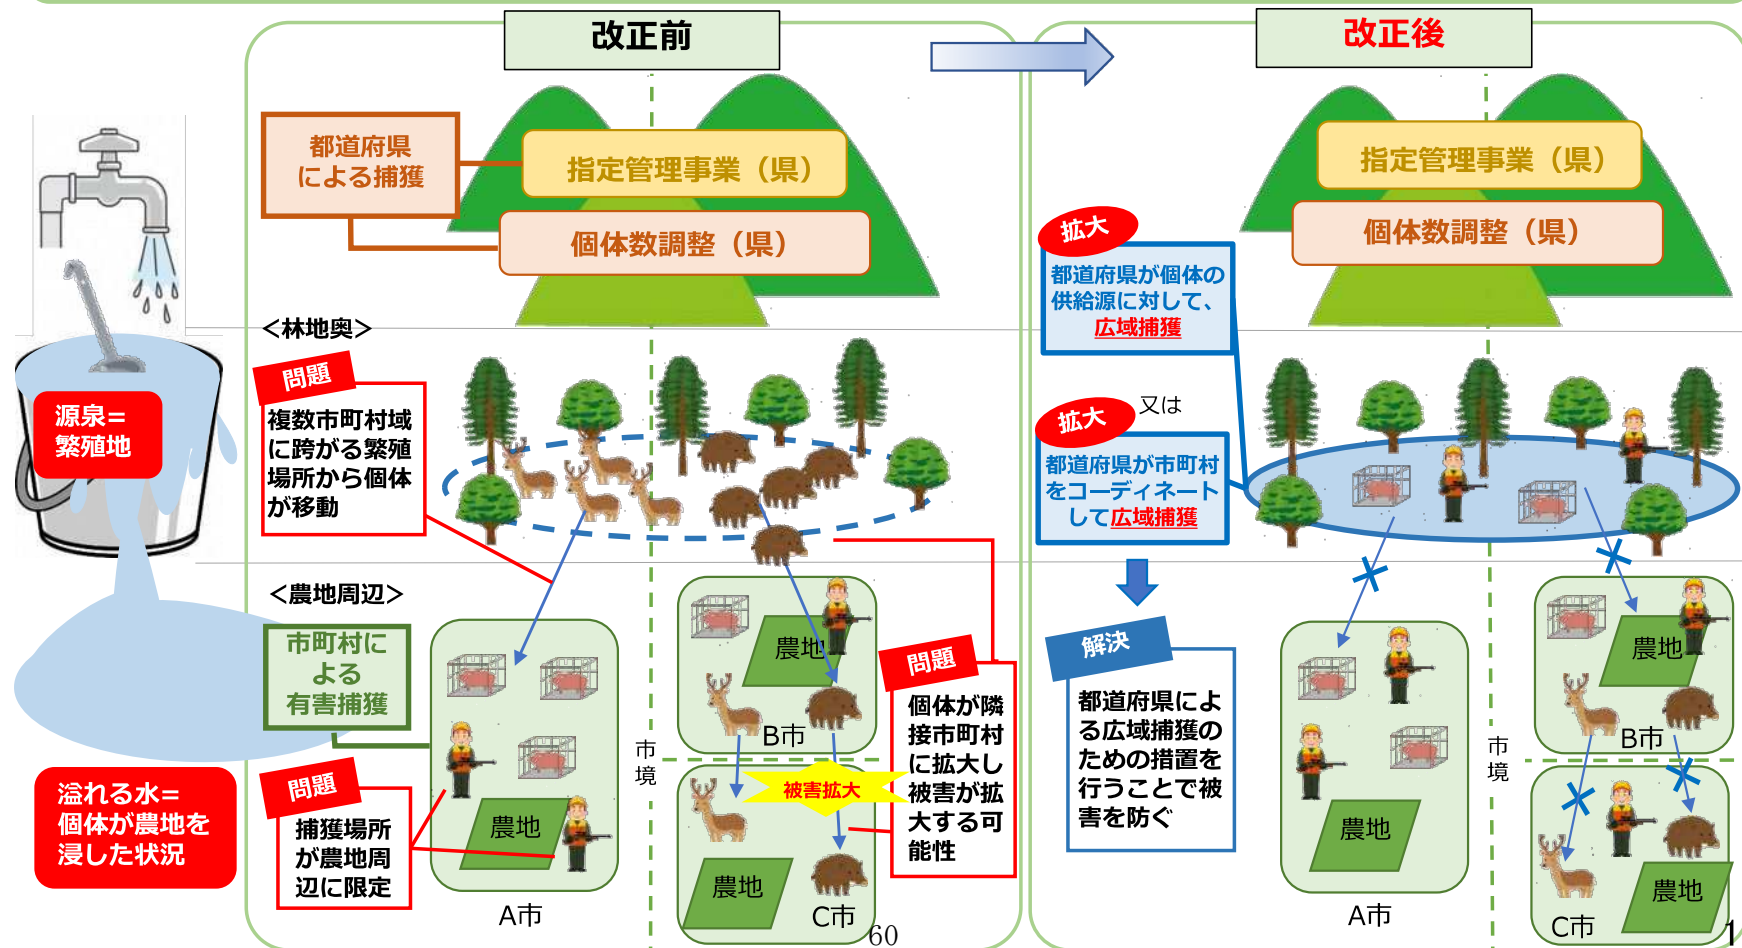 改正前
改正後
都道府県
による捕獲
指定管理事業（県）
個体数調整（県）
指定管理事業（県）
個体数調整（県）
拡大
都道府県が個体の
供給源に対して、
広域捕獲
＜林地奥＞
問題
複数市町村域
に跨がる繁殖
場所から個体
が移動
源泉＝
繁殖地
又は
拡大
都道府県が市町村
をコーディネート
して広域捕獲
＜農地周辺＞
市町村に
よる
有害捕獲
農地
B市
問題
個体が隣
接市町村
に拡大し
被害が拡
大する可
能性
市
境
被害拡大
溢れる水＝
個体が農地を
浸した状況
問題
捕獲場所
が農地周
辺に限定
農地
A市
農地
C市
解決
都道府県によ
る広域捕獲の
ための措置を
行うことで被
害を防ぐ
農地
B市
市
境
農地
A市
農地
C市
60
1